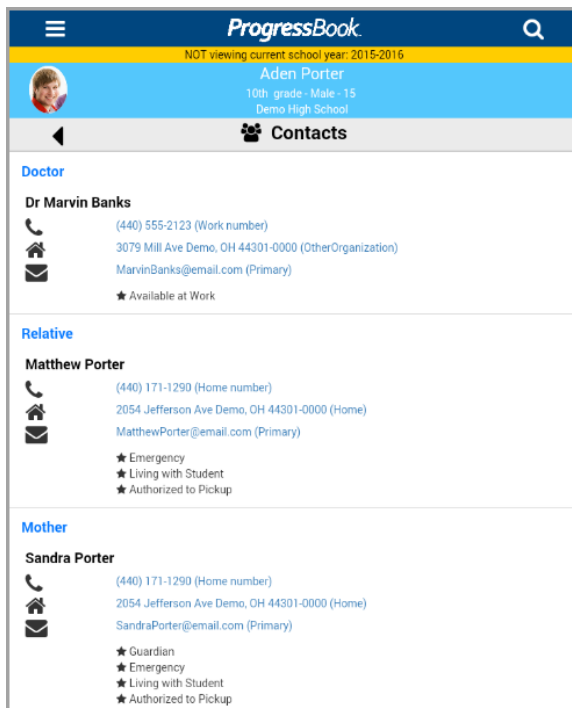 ProgressBook
NOT viewing current school year: 2015-2016
Aden Porter
10th grade - Male - 15
Demo High School
Contacts
Doctor
Dr Marvin Banks
(440) 555-2123 (Work number)
3079 Mill Ave Demo, OH 44301-0000 (OtherOrganization)
MarvinBanks@email.com (Primary)
Available at Work
Relative
Matthew Porter
(440) 171-1290 (Home number)
2054 Jefferson Ave Demo, OH 44301-0000 (Home)
MatthewPorter@email.com (Primary)
Emergency
Living with Student
Authorized to Pickup
Mother
Sandra Porter
(440) 171-1290 (Home number)
2054 Jefferson Ave Demo, OH 44301-0000 (Home)
SandraPorter@email.com (Primary)
Guardian
Emergency
Living with Student
Authorized to Pickup